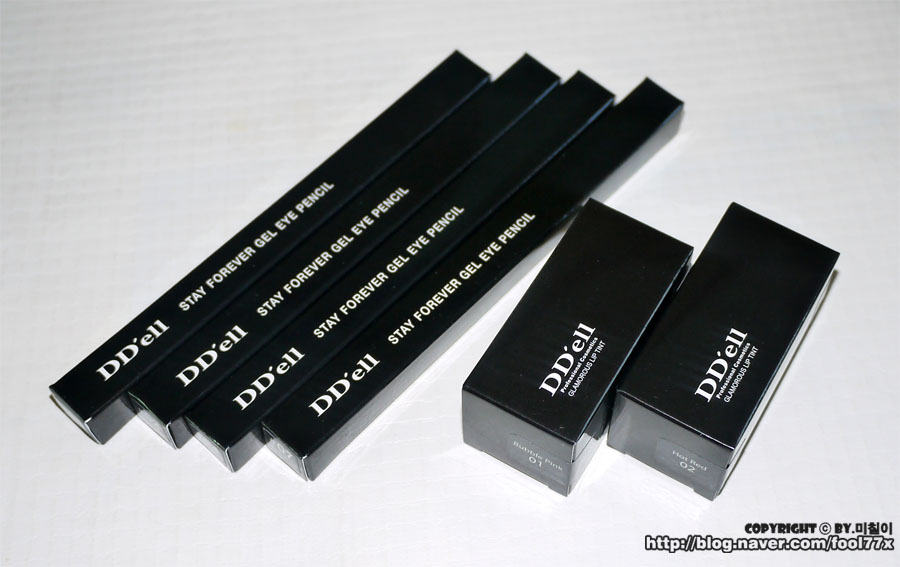 DD'ell STAY FOREVER GEL EYE PENCIL
DD'ell STAY FOREVER GEL EYE PENCIL
DD'ell STAY FOREVER GEL EYE PENCIL
DD'ell STAY FOREVER GEL EYE PENCIL
07
DD'ell
Professional Cosmetics
GLAMOROUS LIP TINT
Bubble Pink
01
DD'ell
Professional Cosmetics
GLAMOROUS LIP TINT
Hot Red
02
COPYRIGHT © BY.미칠이
http://blog.naver.com/fool77x